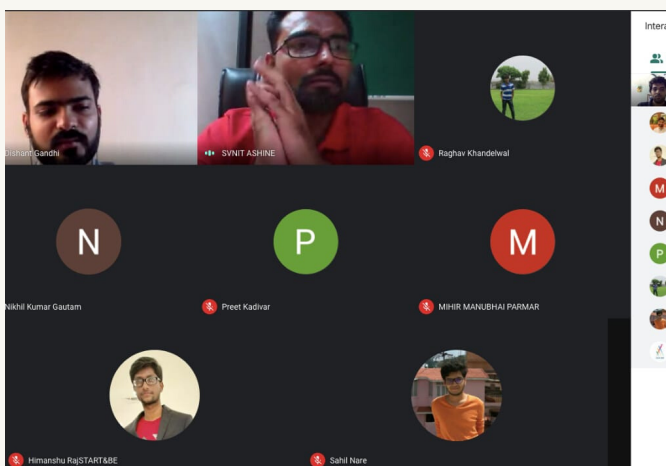 Intera
Dishant Gandhi
SVNIT ASHINE
Raghav Khandelwal
M
N
P
N
P
M
Nikhil Kumar Gautam
Preet Kadivar
MIHIR MANUBHAI PARMAR
Himanshu RajSTART&BE
Sahil Nare